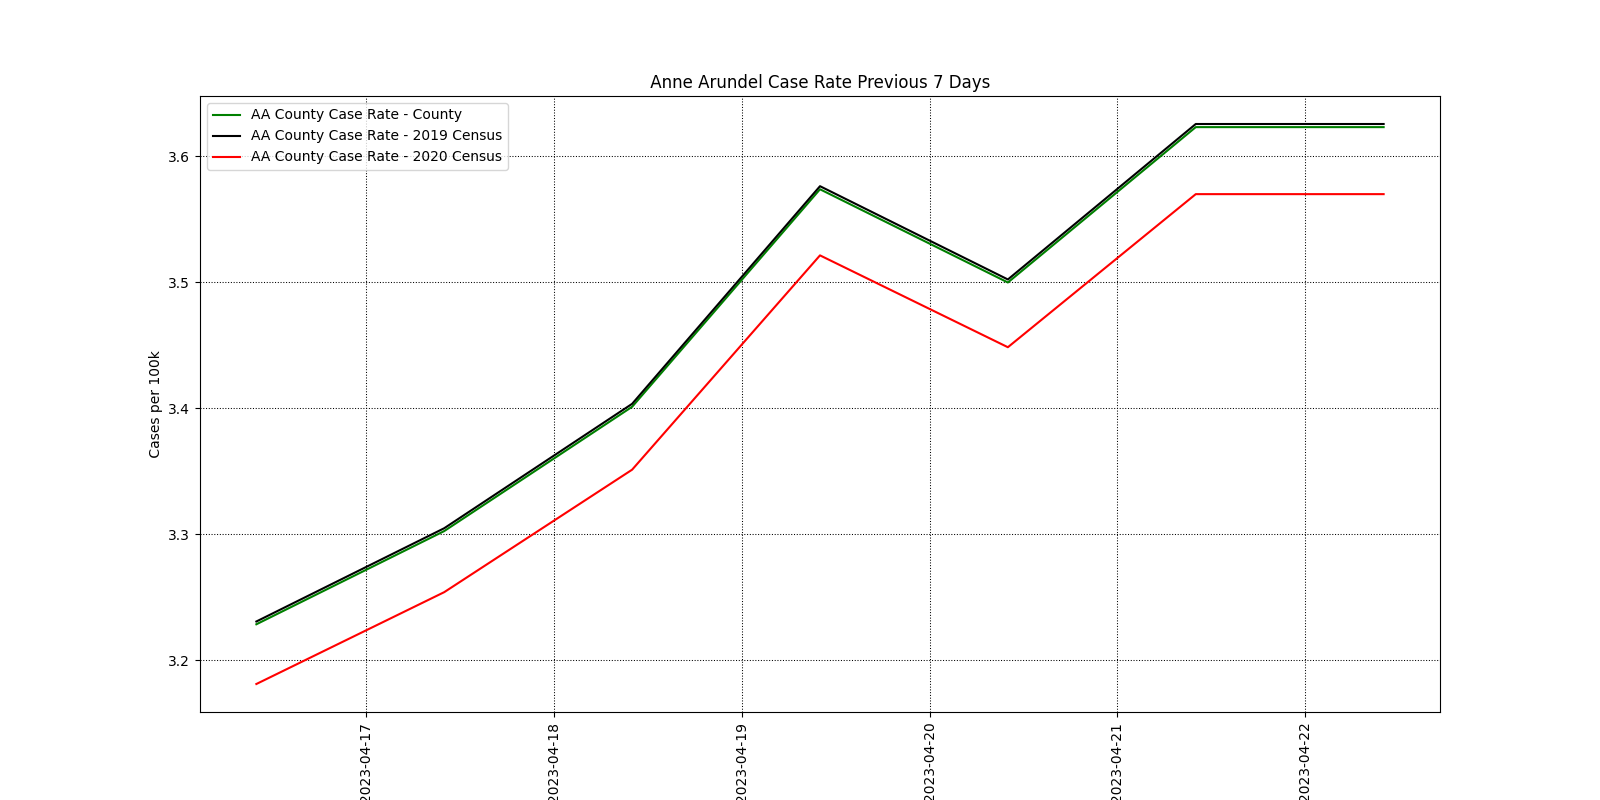 Anne Arundel Case Rate Previous 7 Days
AA County Case Rate - County
AA County Case Rate - 2019 Census
AA County Case Rate - 2020 Census
Cases per 100k
3.6
3.5
3.4
3.3
3.2
2023-04-17
2023-04-18
2023-04-19
2023-04-20
2023-04-21
2023-04-22